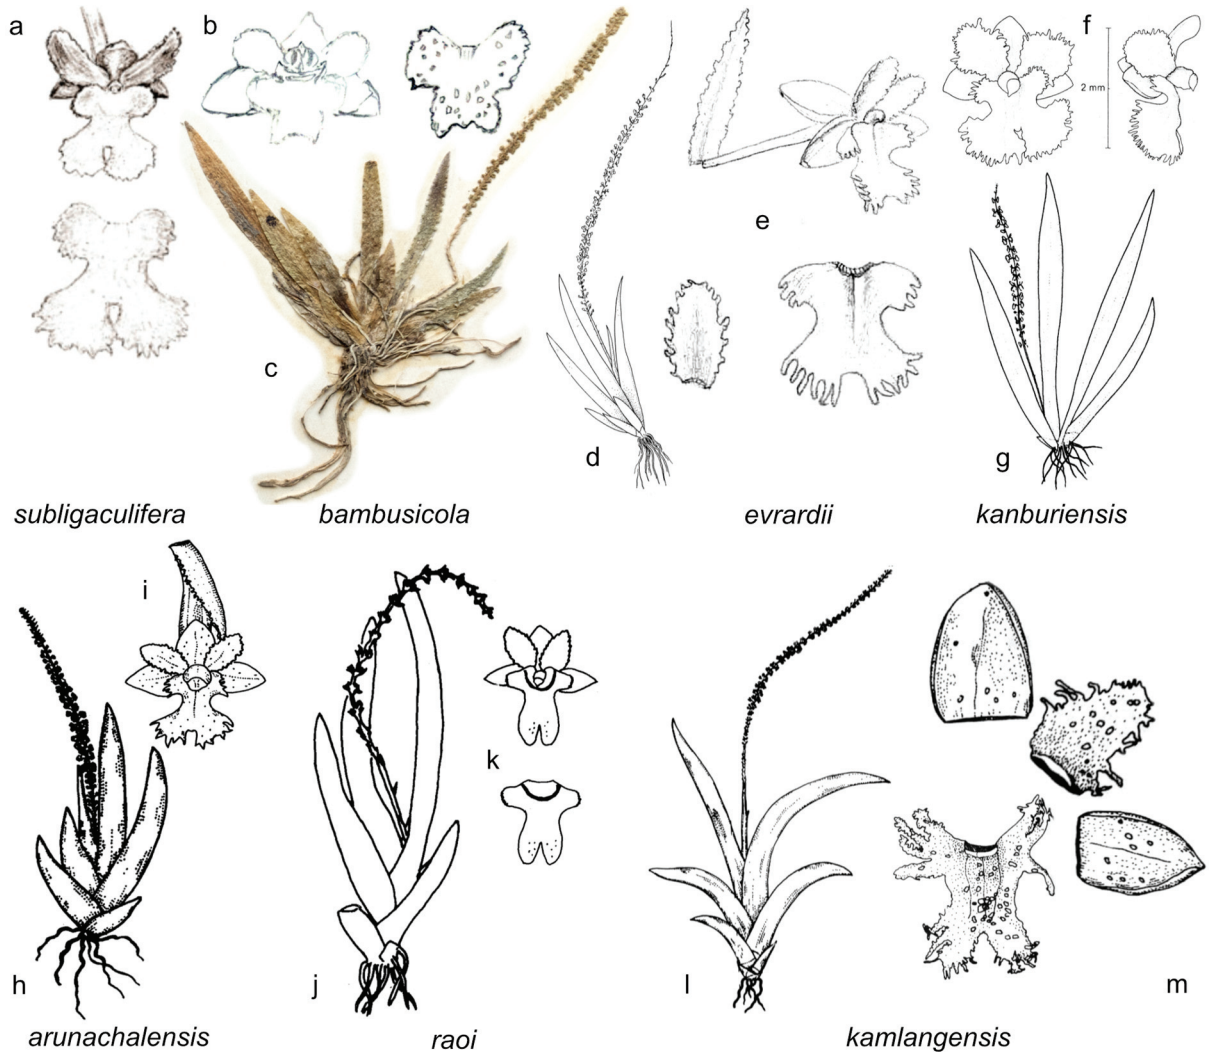 a
b
f
2 mm
e
c
d
g
subligaculifera
bambusicola
evrardii
kanburiensis
i
k
h
j
l
m
arunachalensis
raoi
kamlangensis